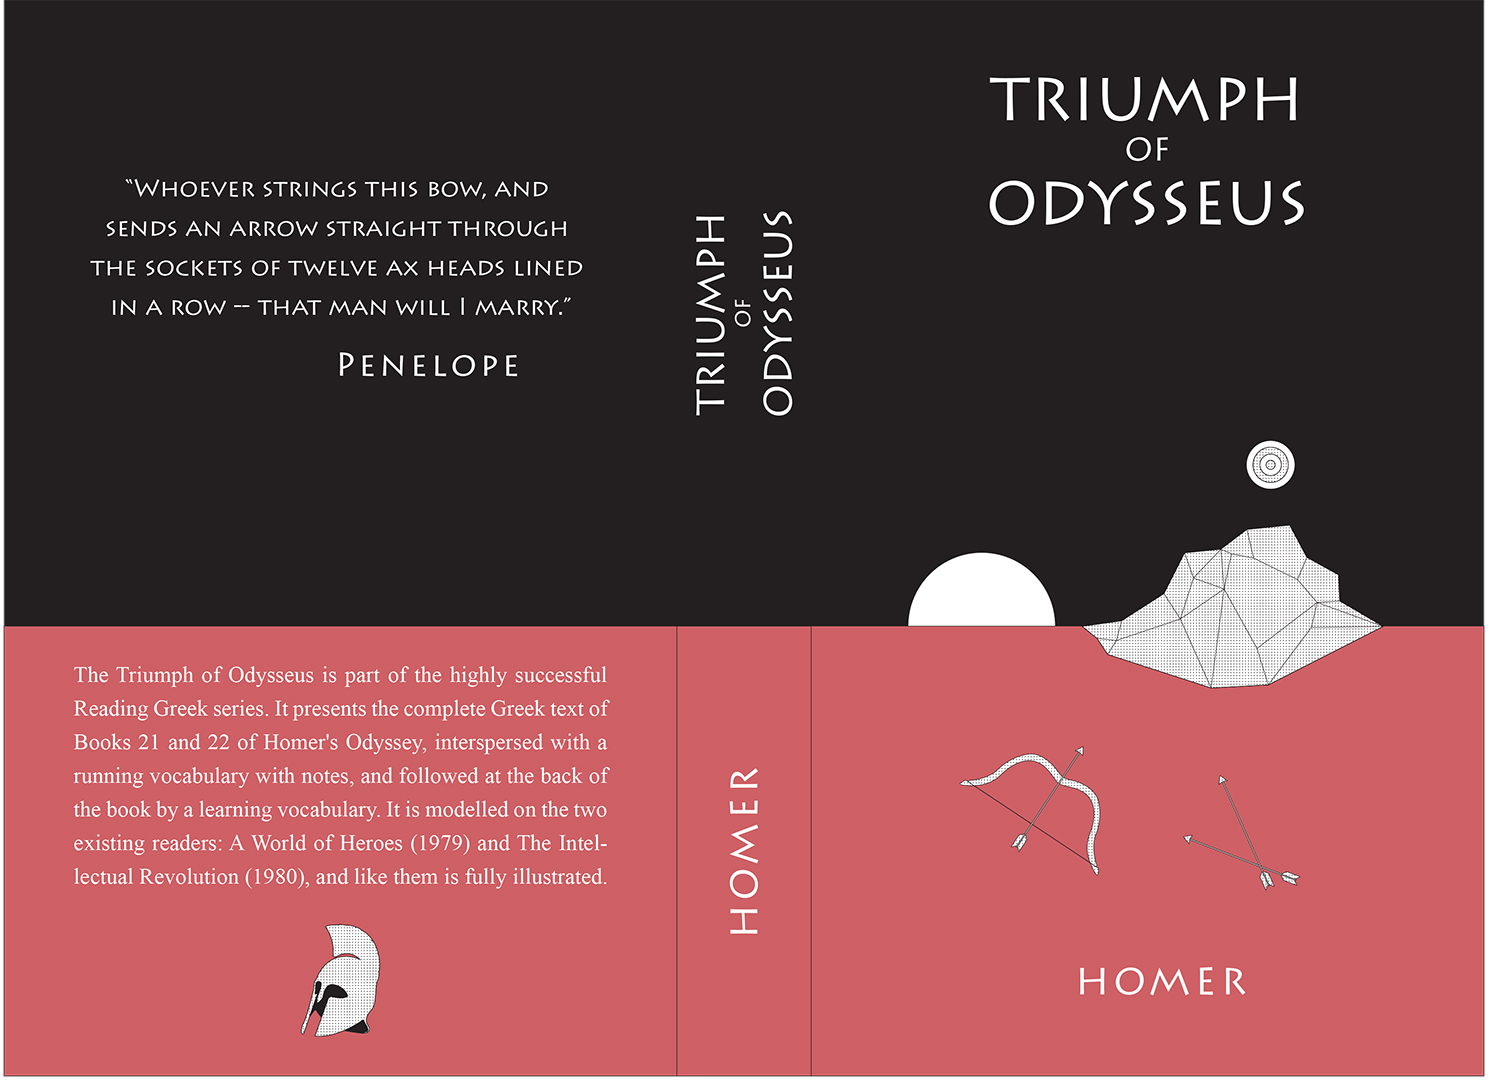 “Whoever strings this bow, and
sends an arrow straight through
the sockets of twelve ax heads lined
in a row -- that man will I marry.”
Penelope
The Triumph of Odysseus is part of the highly successful
Reading Greek series. It presents the complete Greek text of
Books 21 and 22 of Homer's Odyssey, interspersed with a
running vocabulary with notes, and followed at the back of
the book by a learning vocabulary. It is modelled on the two
existing readers: A World of Heroes (1979) and The Intel-
lectual Revolution (1980), and like them is fully illustrated.
TRIUMPH
OF
ODYSSEUS
HOMER
TRIUMPH
OF
ODYSSEUS
HOMER